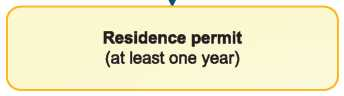 Residence permit
(at least one year)